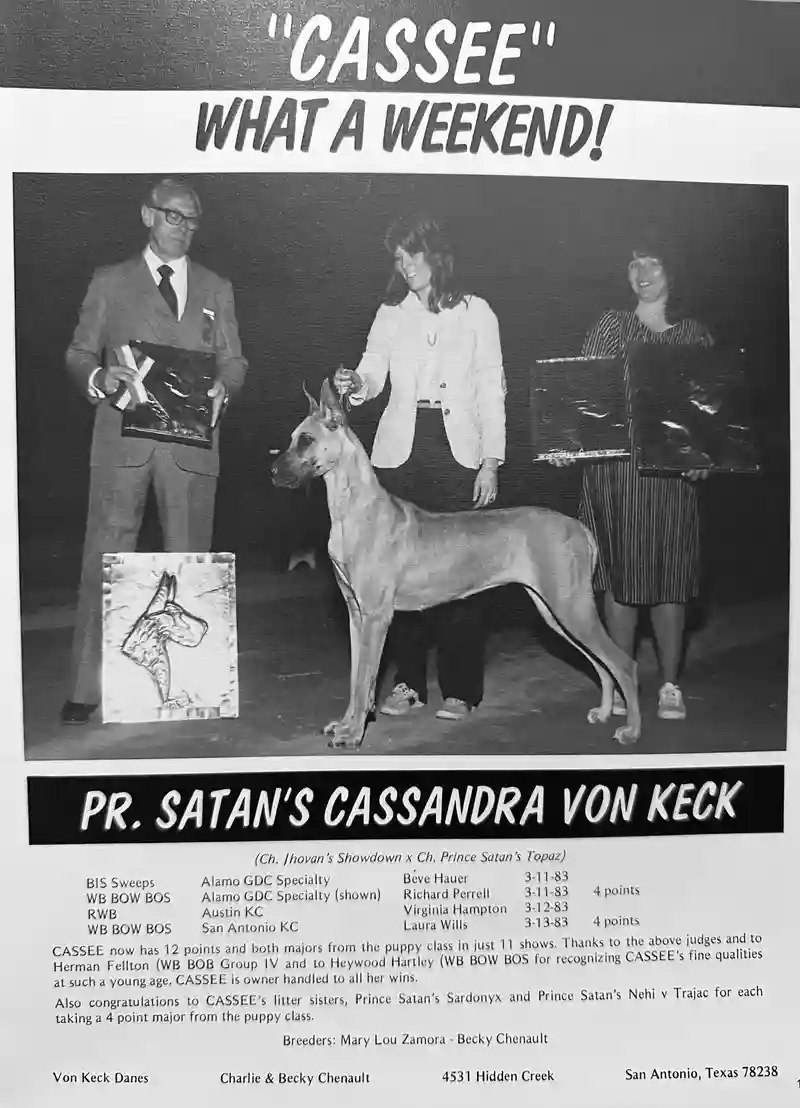 "CASSEE"
WHAT A WEEKEND!
PR. SATAN'S CASSANDRA VON KECK
(Ch. Jhovan's Showdown x Ch. Prince Satan's Topaz)
BIS Sweeps Alamo GDC Specialty Beve Hauer 3-11-83
WB BOW BOS Alamo GDC Specialty (shown) Richard Perrell 3-11-83 4 points
RWB Austin KC Virginia Hampton 3-12-83
WB BOW BOS San Antonio KC Laura Wills 3-13-83 4 points
CASSEE now has 12 points and both majors from the puppy class in just 11 shows. Thanks to the above judges and to
Herman Fellton (WB BOB Group IV and to Heywood Hartley (WB BOW BOS for recognizing CASSEE's fine qualities
at such a young age, CASSEE is owner handled to all her wins.
Also congratulations to CASSEE's litter sisters, Prince Satan's Sardonyx and Prince Satan's Nehi v Trajac for each
taking a 4 point major from the puppy class.
Breeders: Mary Lou Zamora - Becky Chenault
Von Keck Danes Charlie & Becky Chenault 4531 Hidden Creek San Antonio, Texas 78238